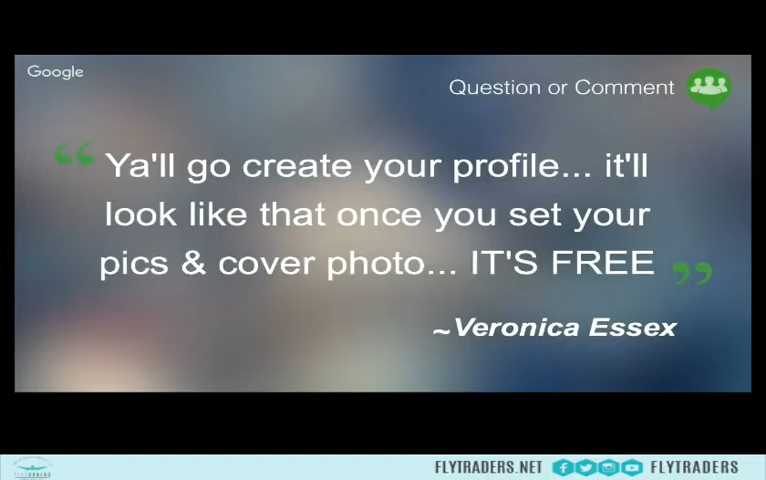 Google
Question or Comment
“ Ya'll go create your profile... it'll
look like that once you set your
pics & cover photo... IT'S FREE ”
~Veronica Essex
FLYTRADERS.NET FLYTRADERS